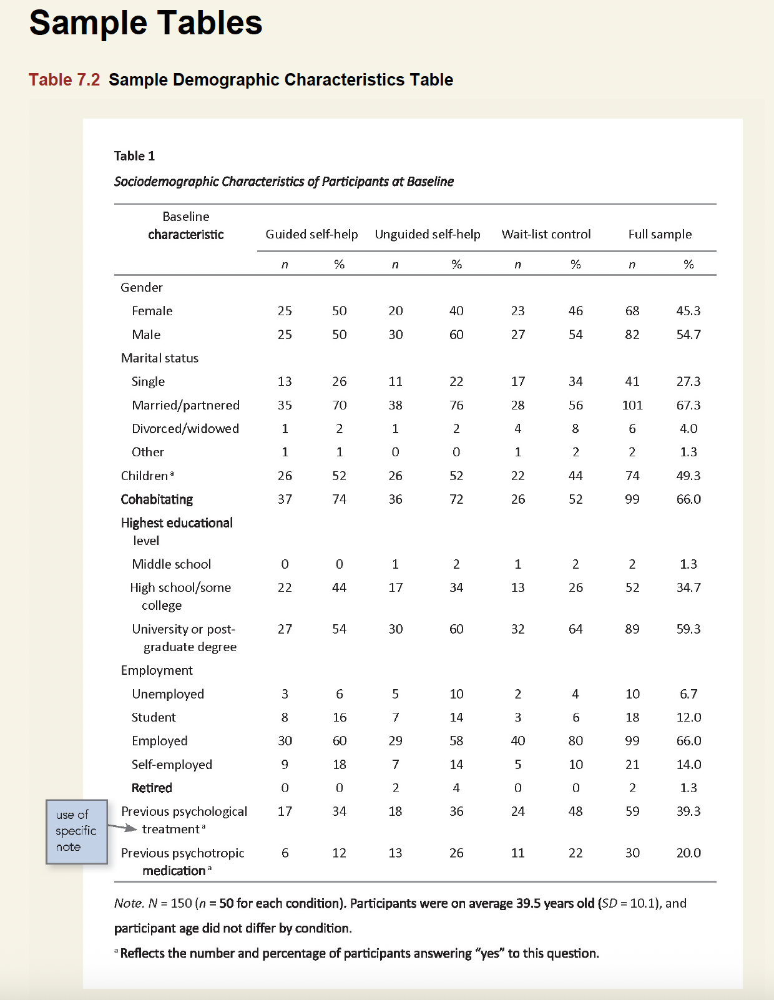 Sample Tables
Table 7.2 Sample Demographic Characteristics Table
Table 1
Sociodemographic Characteristics of Participants at Baseline
Baseline
characteristic Guided self-help Unguided self-help Wait-list control Full sample
n % n % n % n %
Gender
Female 25 50 20 40 23 46 68 45.3
Male 25 50 30 60 27 54 82 54.7
Marital status
Single 13 26 11 22 17 34 41 27.3
Married/partnered 35 70 38 76 28 56 101 67.3
Divorced/widowed 1 2 1 2 4 8 6 4.0
Other 1 1 0 0 1 2 2 1.3
Children ᵃ 26 52 26 52 22 44 74 49.3
Cohabitating 37 74 36 72 26 52 99 66.0
Highest educational
level
Middle school 0 0 1 2 1 2 2 1.3
High school/some 22 44 17 34 13 26 52 34.7
college
University or post- 27 54 30 60 32 64 89 59.3
graduate degree
Employment
Unemployed 3 6 5 10 2 4 10 6.7
Student 8 16 7 14 3 6 18 12.0
Employed 30 60 29 58 40 80 99 66.0
Self-employed 9 18 7 14 5 10 21 14.0
Retired 0 0 2 4 0 0 2 1.3
Previous psychological 17 34 18 36 24 48 59 39.3
treatment ᵃ
Previous psychotropic 6 12 13 26 11 22 30 20.0
medication ᵃ
use of
specific
note
Note. N = 150 (n = 50 for each condition). Participants were on average 39.5 years old (SD = 10.1), and
participant age did not differ by condition.
ᵃ Reflects the number and percentage of participants answering “yes” to this question.